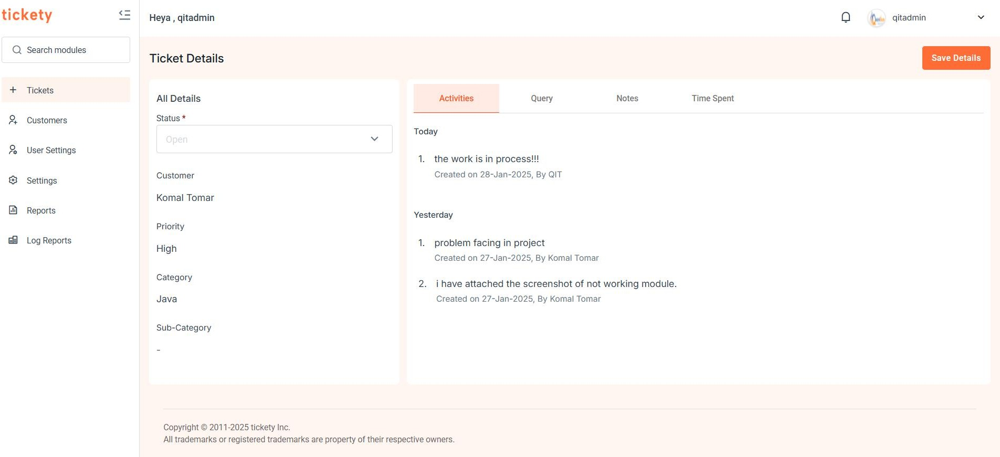 tickety
Heya , qitadmin
qitadmin
Search modules
Tickets
Customers
User Settings
Settings
Reports
Log Reports
Ticket Details
Save Details
All Details
Status *
Open
Customer
Komal Tomar
Priority
High
Category
Java
Sub-Category
-
Activities
Query
Notes
Time Spent
Today
1. the work is in process!!!
Created on 28-Jan-2025, By QIT
Yesterday
1. problem facing in project
Created on 27-Jan-2025, By Komal Tomar
2. i have attached the screenshot of not working module.
Created on 27-Jan-2025, By Komal Tomar
Copyright © 2011-2025 tickety Inc.
All trademarks or registered trademarks are property of their respective owners.